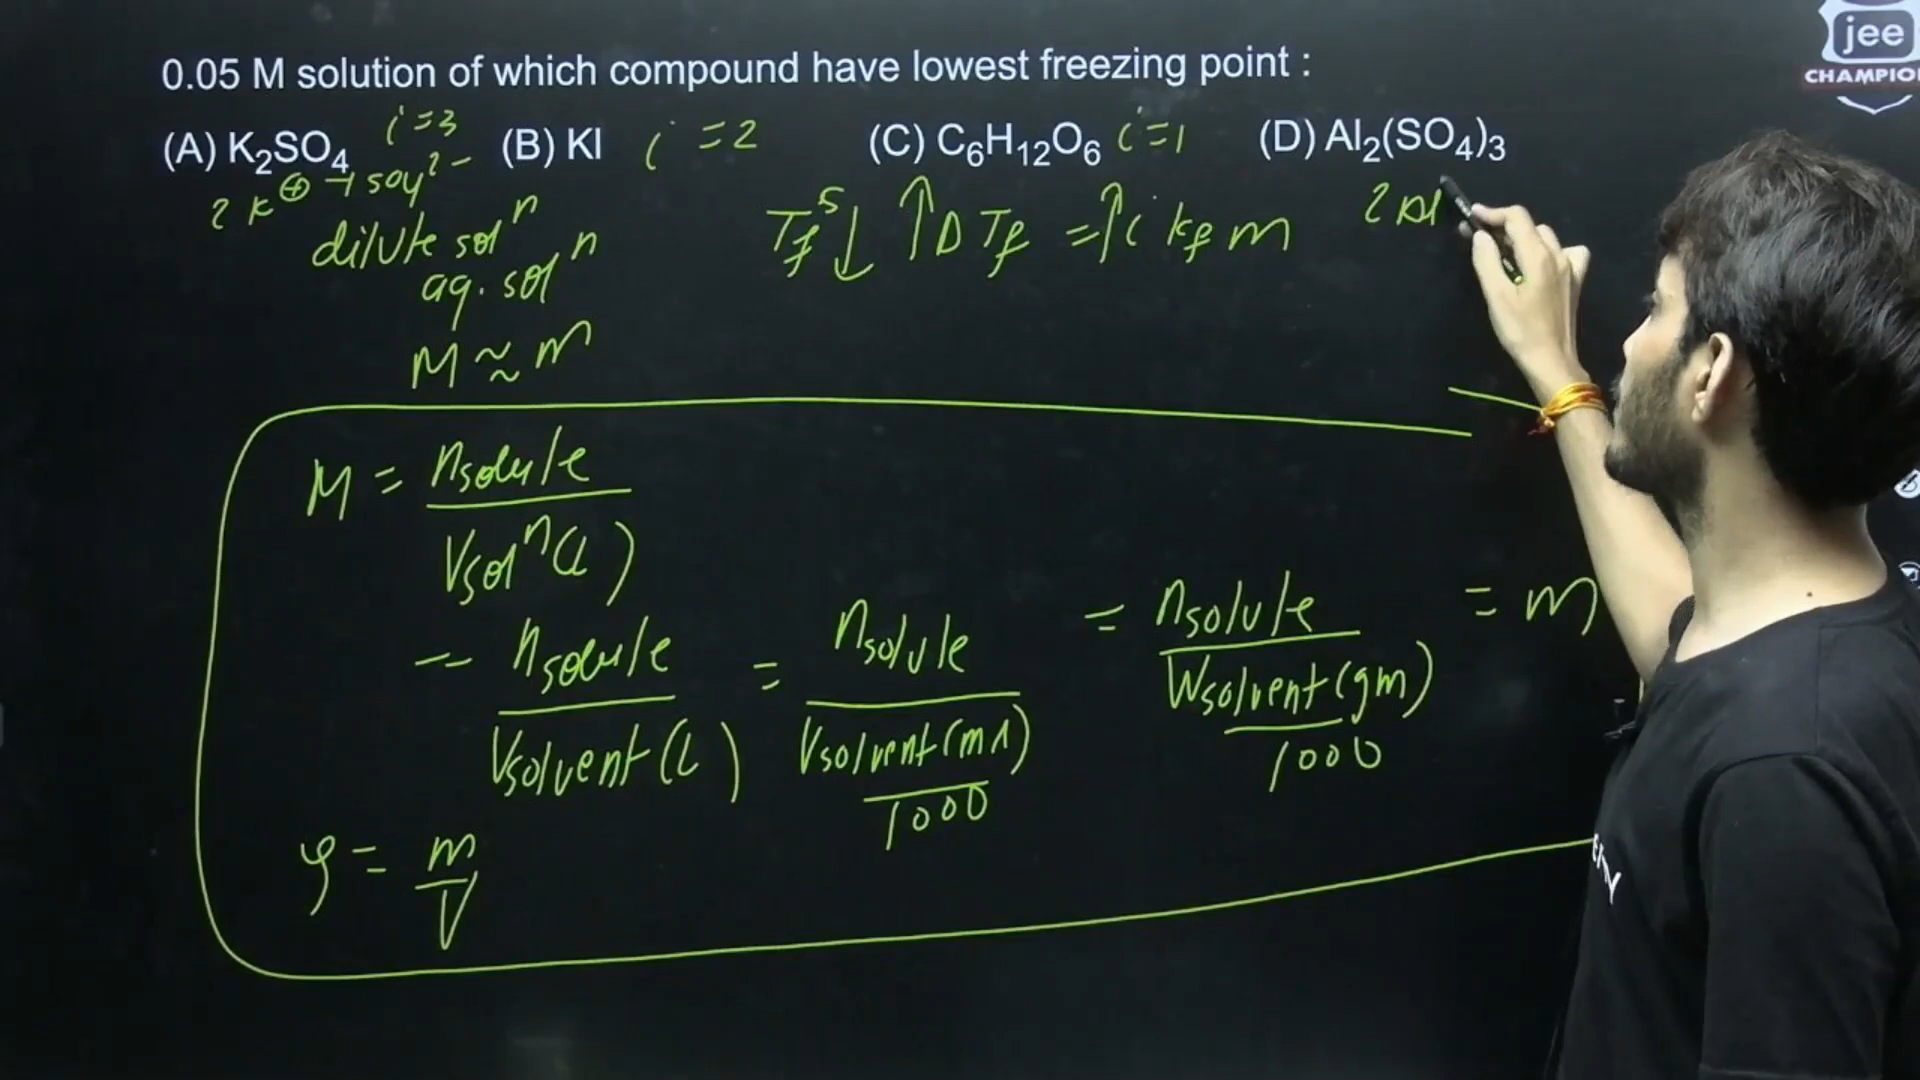 jee
CHAMPIO
0.05 M solution of which compound have lowest freezing point :
(A) K₂SO₄ i=3 (B) KI i=2 (C) C₆H₁₂O₆ i=1 (D) Al₂(SO₄)₃
2K⊕ + SO4²⁻
dilute solⁿ
aq. solⁿ
M ≈ m
Tf^s↓ ↑ΔTf = ↑i kf m
2Al
M = nsolute / Vsolⁿ(L)
= nsolute / Vsolvent(L) = nsolute / Vsolvent(ml)/1000 = nsolute / Wsolvent(gm)/1000 = m
ρ = m/V